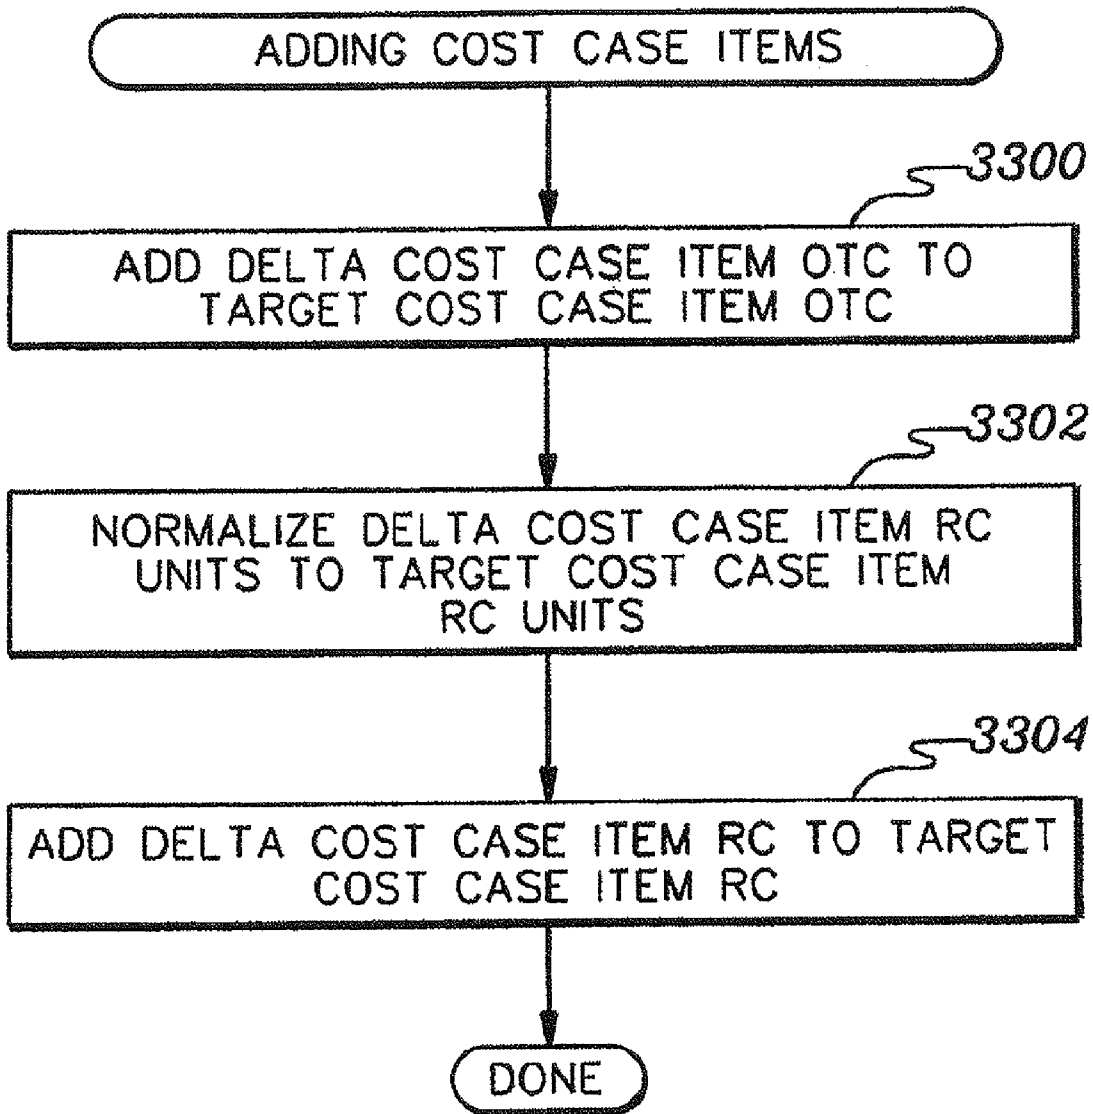 ADDING COST CASE ITEMS
3300
ADD DELTA COST CASE ITEM OTC TO
TARGET COST CASE ITEM OTC
3302
NORMALIZE DELTA COST CASE ITEM RC
UNITS TO TARGET COST CASE ITEM
RC UNITS
3304
ADD DELTA COST CASE ITEM RC TO TARGET
COST CASE ITEM RC
DONE